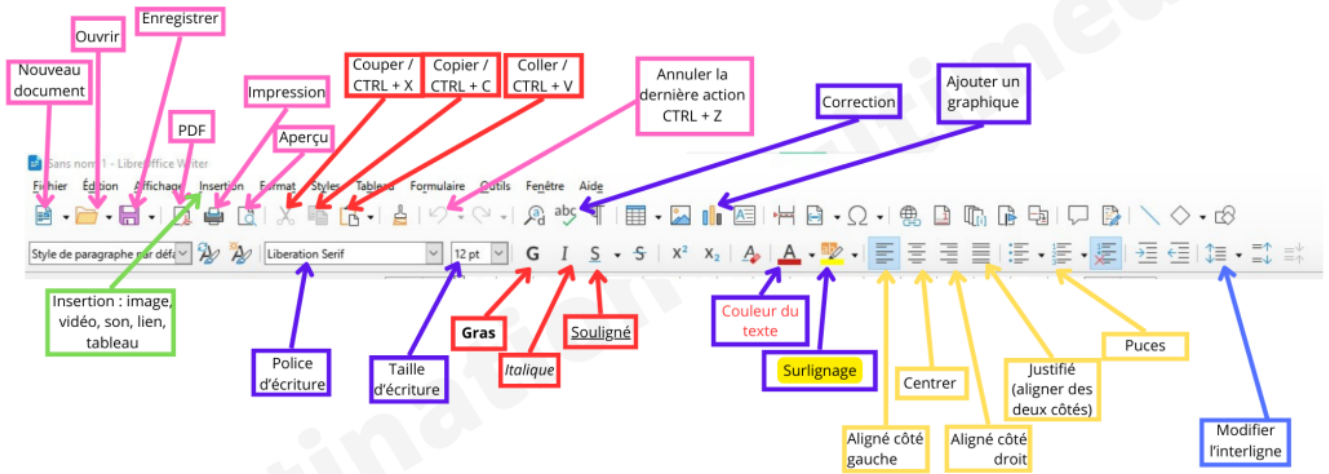 Enregistrer
Ouvrir
Nouveau
document
PDF
Impression
Aperçu
Couper /
CTRL + X
Copier /
CTRL + C
Coller /
CTRL + V
Annuler la
dernière action
CTRL + Z
Correction
Ajouter un
graphique
Sans nom 1 - LibreOffice Writer
Fichier Édition Affichage Insertion Format Styles Tableau Formulaire Outils Fenêtre Aide
Style de paragraphe par défa Liberation Serif 12 pt G I S S x² x₂ A A
Insertion : image,
vidéo, son, lien,
tableau
Police
d'écriture
Taille
d'écriture
Gras
Italique
Souligné
Couleur du
texte
Surlignage
Centrer
Aligné côté
gauche
Aligné côté
droit
Justifié
(aligner des
deux côtés)
Puces
Modifier
l'interligne